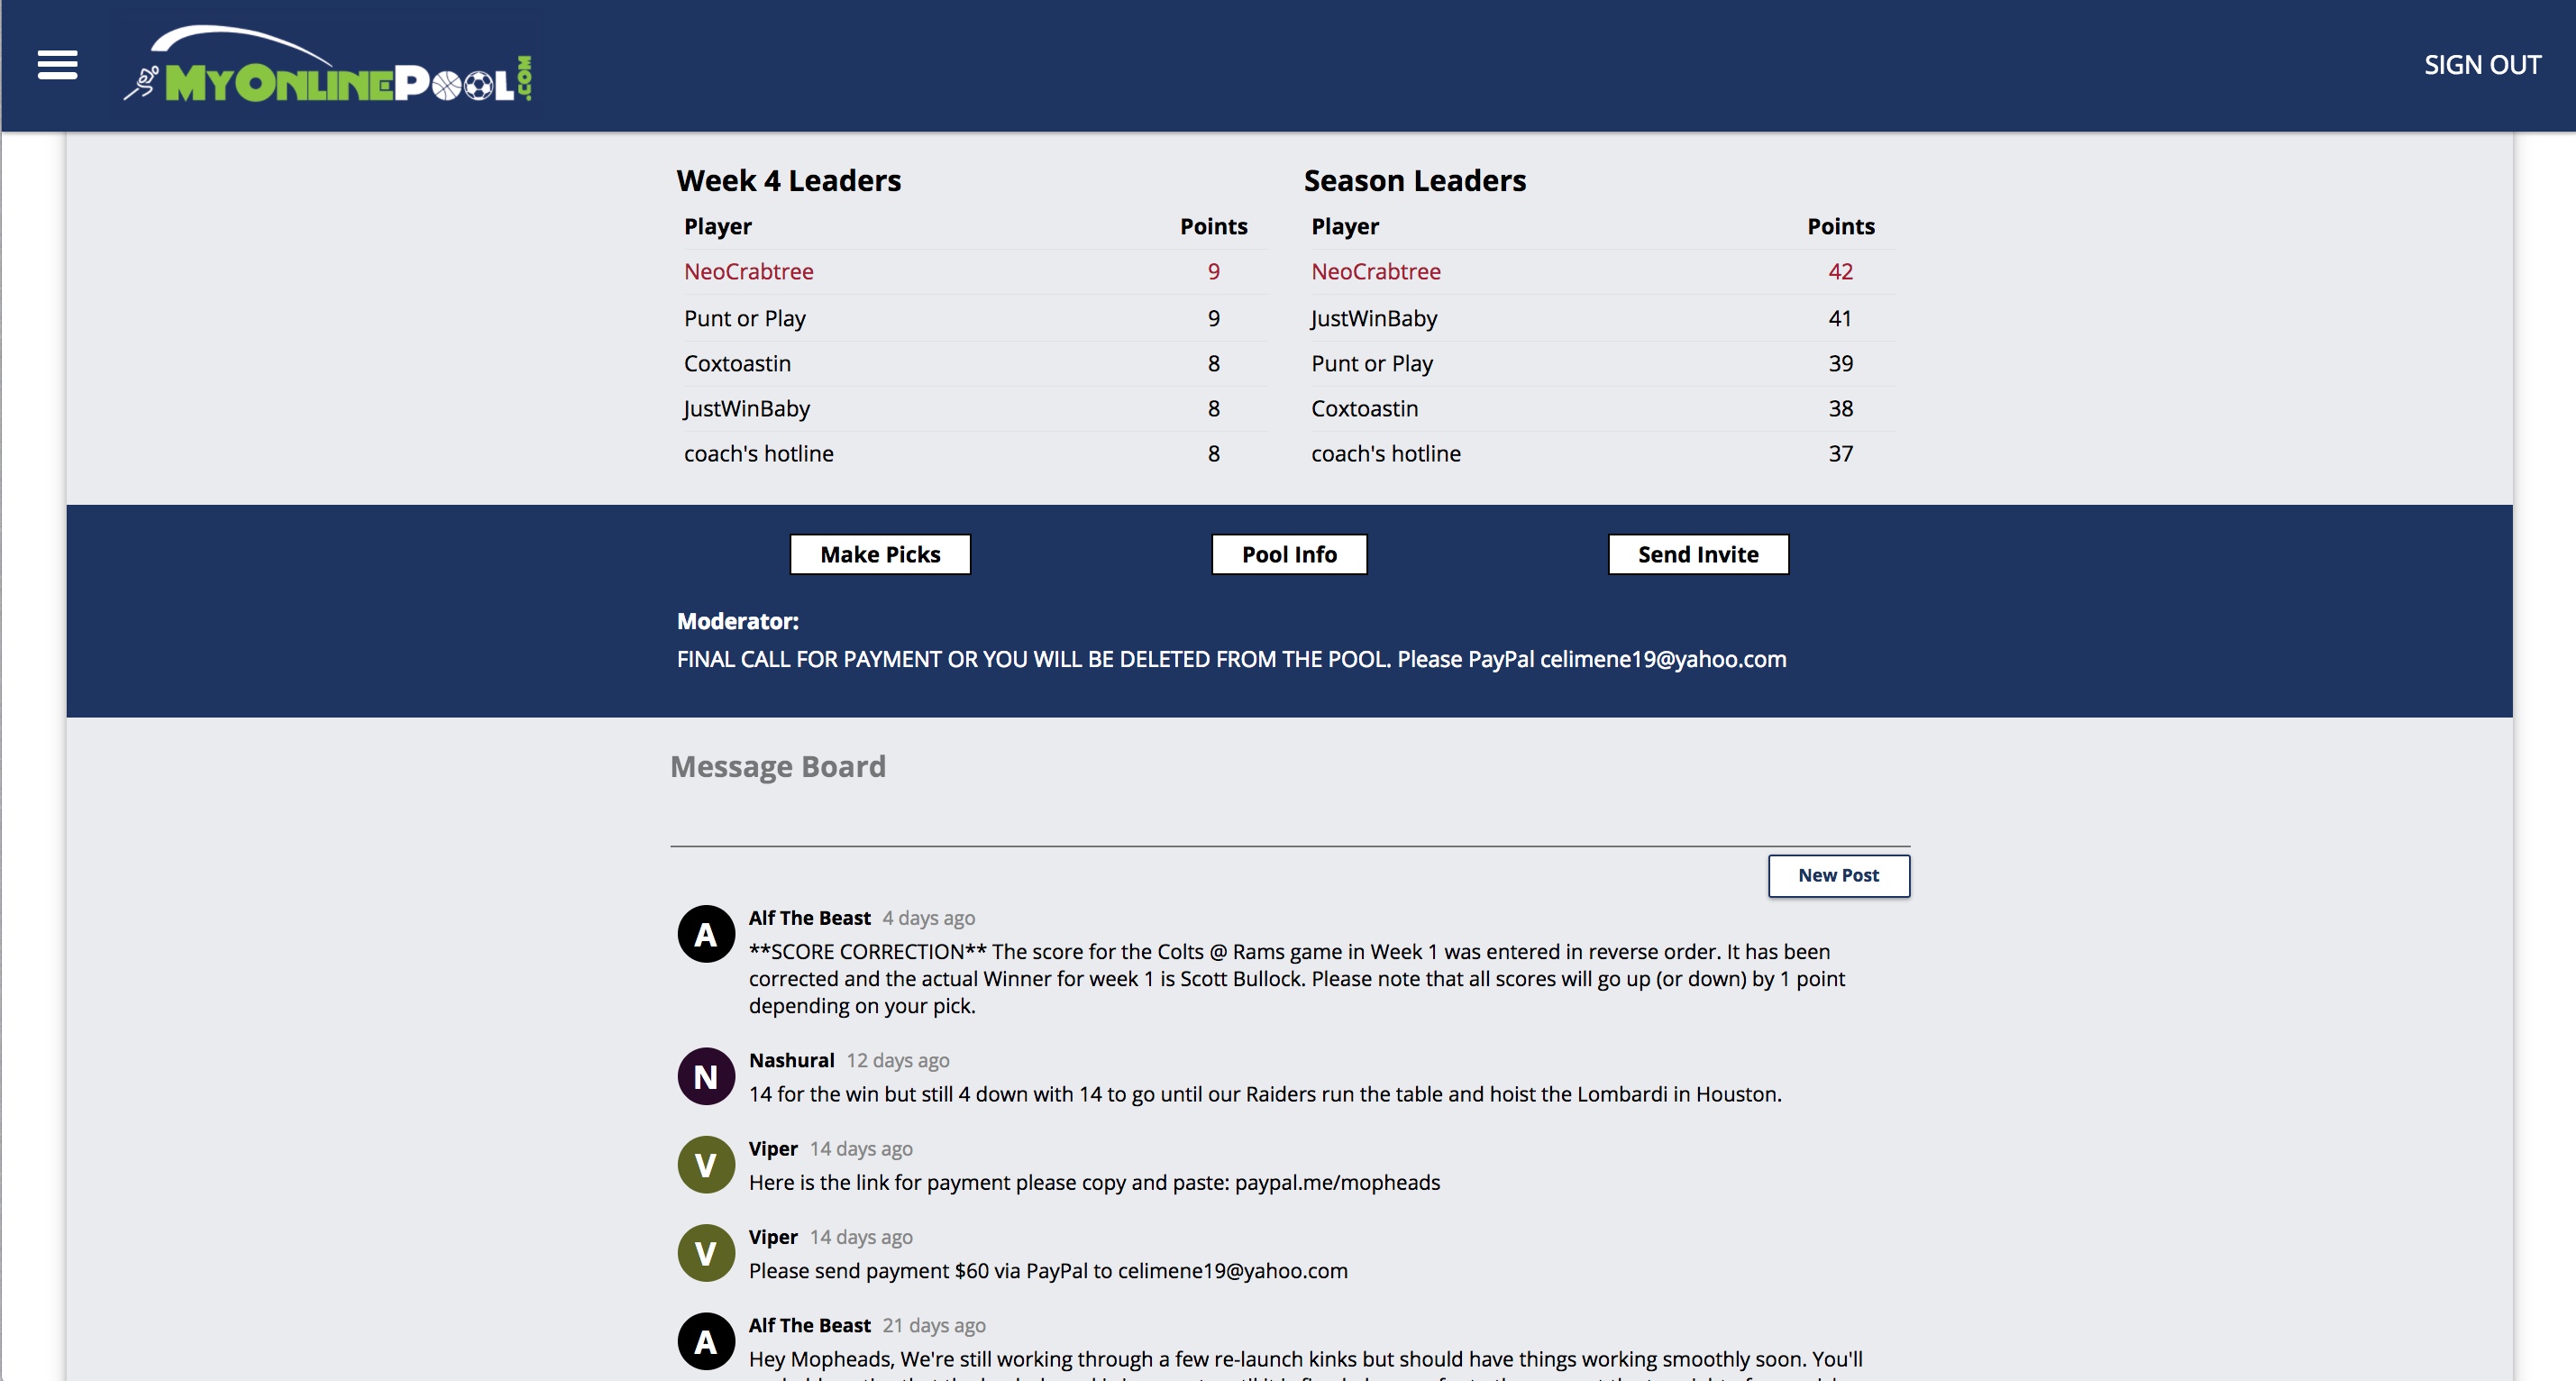 MYONLINEPOOL.COM
SIGN OUT
Week 4 Leaders
Player Points
NeoCrabtree 9
Punt or Play 9
Coxtoastin 8
JustWinBaby 8
coach's hotline 8
Season Leaders
Player Points
NeoCrabtree 42
JustWinBaby 41
Punt or Play 39
Coxtoastin 38
coach's hotline 37
Make Picks
Pool Info
Send Invite
Moderator:
FINAL CALL FOR PAYMENT OR YOU WILL BE DELETED FROM THE POOL. Please PayPal celimene19@yahoo.com
Message Board
New Post
A
Alf The Beast 4 days ago
**SCORE CORRECTION** The score for the Colts @ Rams game in Week 1 was entered in reverse order. It has been
corrected and the actual Winner for week 1 is Scott Bullock. Please note that all scores will go up (or down) by 1 point
depending on your pick.
N
Nashural 12 days ago
14 for the win but still 4 down with 14 to go until our Raiders run the table and hoist the Lombardi in Houston.
V
Viper 14 days ago
Here is the link for payment please copy and paste: paypal.me/mopheads
V
Viper 14 days ago
Please send payment $60 via PayPal to celimene19@yahoo.com
A
Alf The Beast 21 days ago
Hey Mopheads, We're still working through a few re-launch kinks but should have things working smoothly soon. You'll